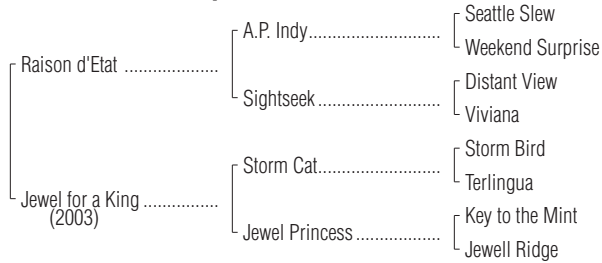 Seattle Slew
A.P. Indy
Weekend Surprise
Raison d'Etat
Distant View
Sightseek
Viviana
Storm Bird
Storm Cat
Terlingua
Jewel for a King
(2003)
Key to the Mint
Jewel Princess
Jewell Ridge